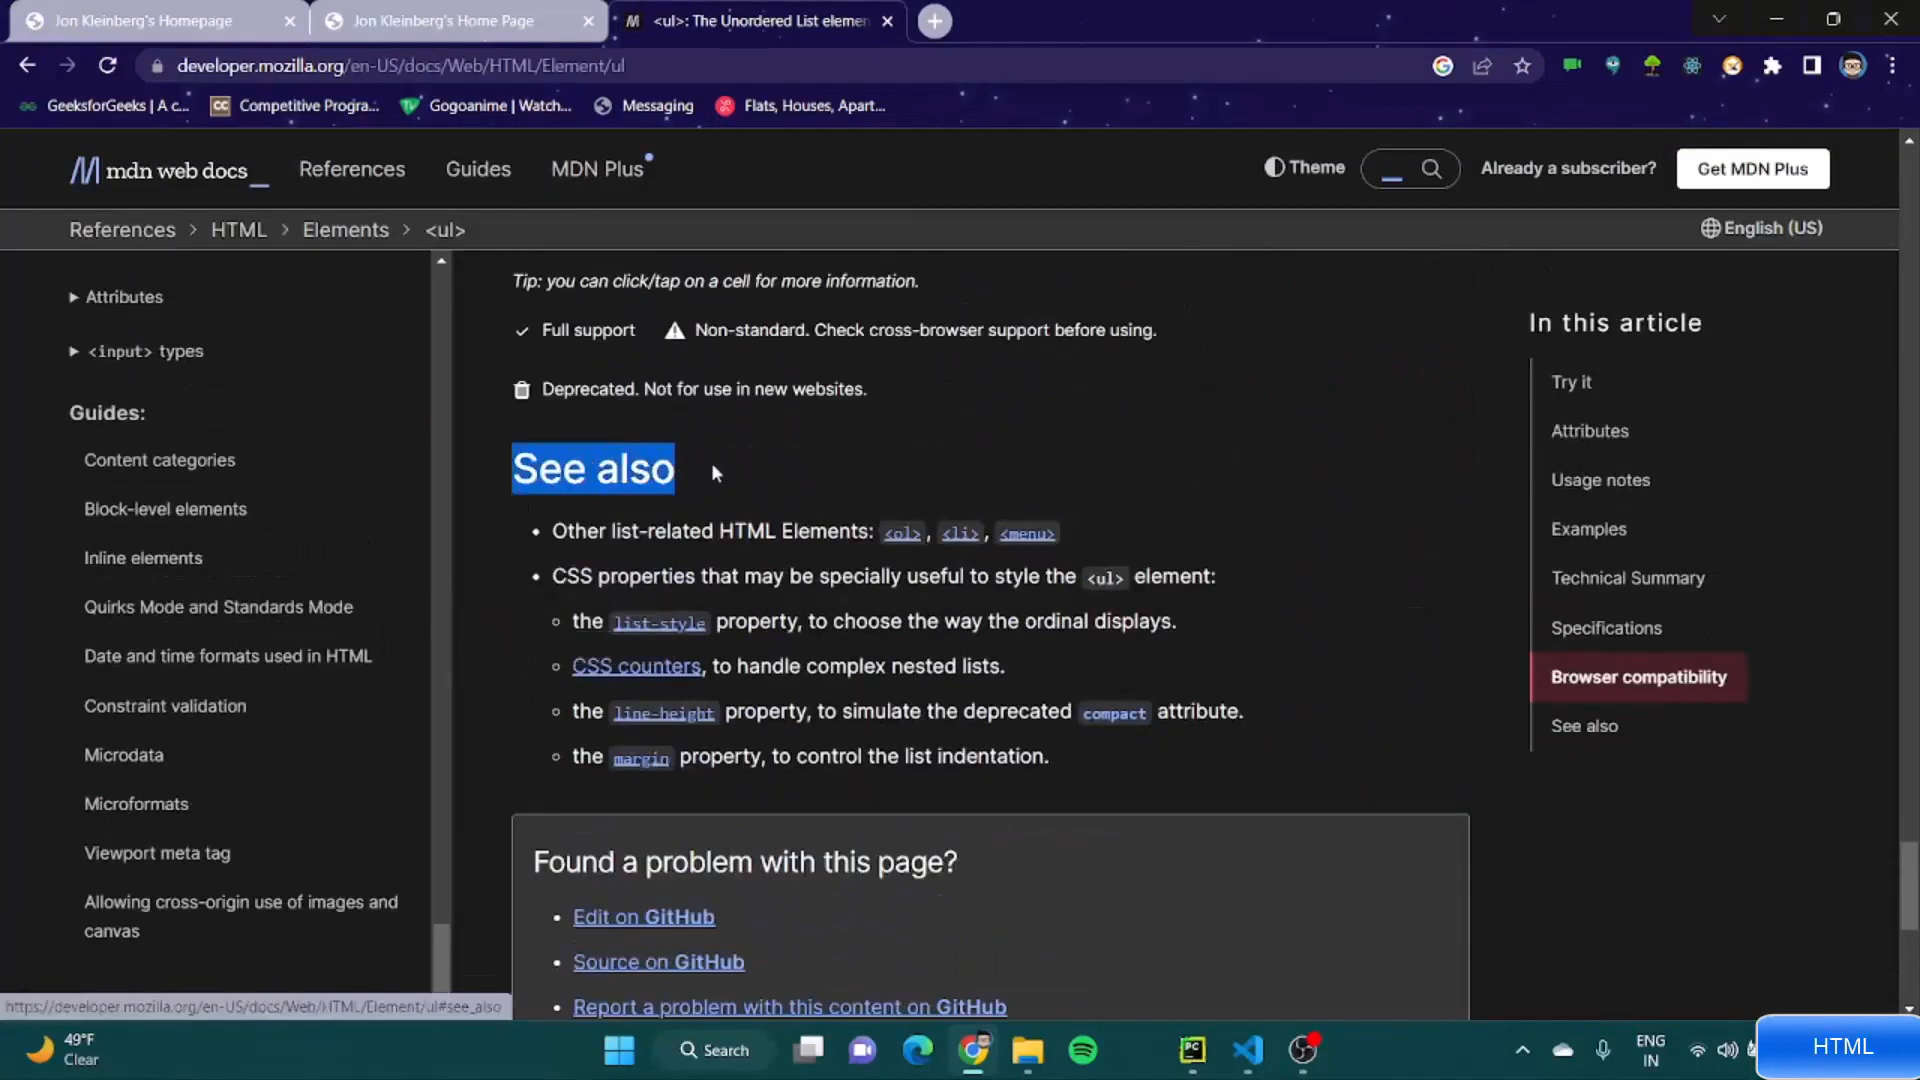 Jon Kleinberg's Homepage
Jon Kleinberg's Home Page
<ul>: The Unordered List elemen
developer.mozilla.org/en-US/docs/Web/HTML/Element/ul
GeeksforGeeks | A c...
CC Competitive Progra...
Gogoanime | Watch...
Messaging
Flats, Houses, Apart...
mdn web docs_
References
Guides
MDN Plus
Theme
Already a subscriber?
Get MDN Plus
References > HTML > Elements > <ul>
English (US)
Attributes
<input> types
Guides:
Content categories
Block-level elements
Inline elements
Quirks Mode and Standards Mode
Date and time formats used in HTML
Constraint validation
Microdata
Microformats
Viewport meta tag
Allowing cross-origin use of images and
canvas
Tip: you can click/tap on a cell for more information.
Full support
Non-standard. Check cross-browser support before using.
Deprecated. Not for use in new websites.
See also
• Other list-related HTML Elements: <ol>, <li>, <menu>
• CSS properties that may be specially useful to style the <ul> element:
the list-style property, to choose the way the ordinal displays.
CSS counters, to handle complex nested lists.
the line-height property, to simulate the deprecated compact attribute.
the margin property, to control the list indentation.
Found a problem with this page?
• Edit on GitHub
• Source on GitHub
• Report a problem with this content on GitHub
In this article
Try it
Attributes
Usage notes
Examples
Technical Summary
Specifications
Browser compatibility
See also
https://developer.mozilla.org/en-US/docs/Web/HTML/Element/ul#see_also
49°F
Clear
Search
PC
ENG
IN
HTML